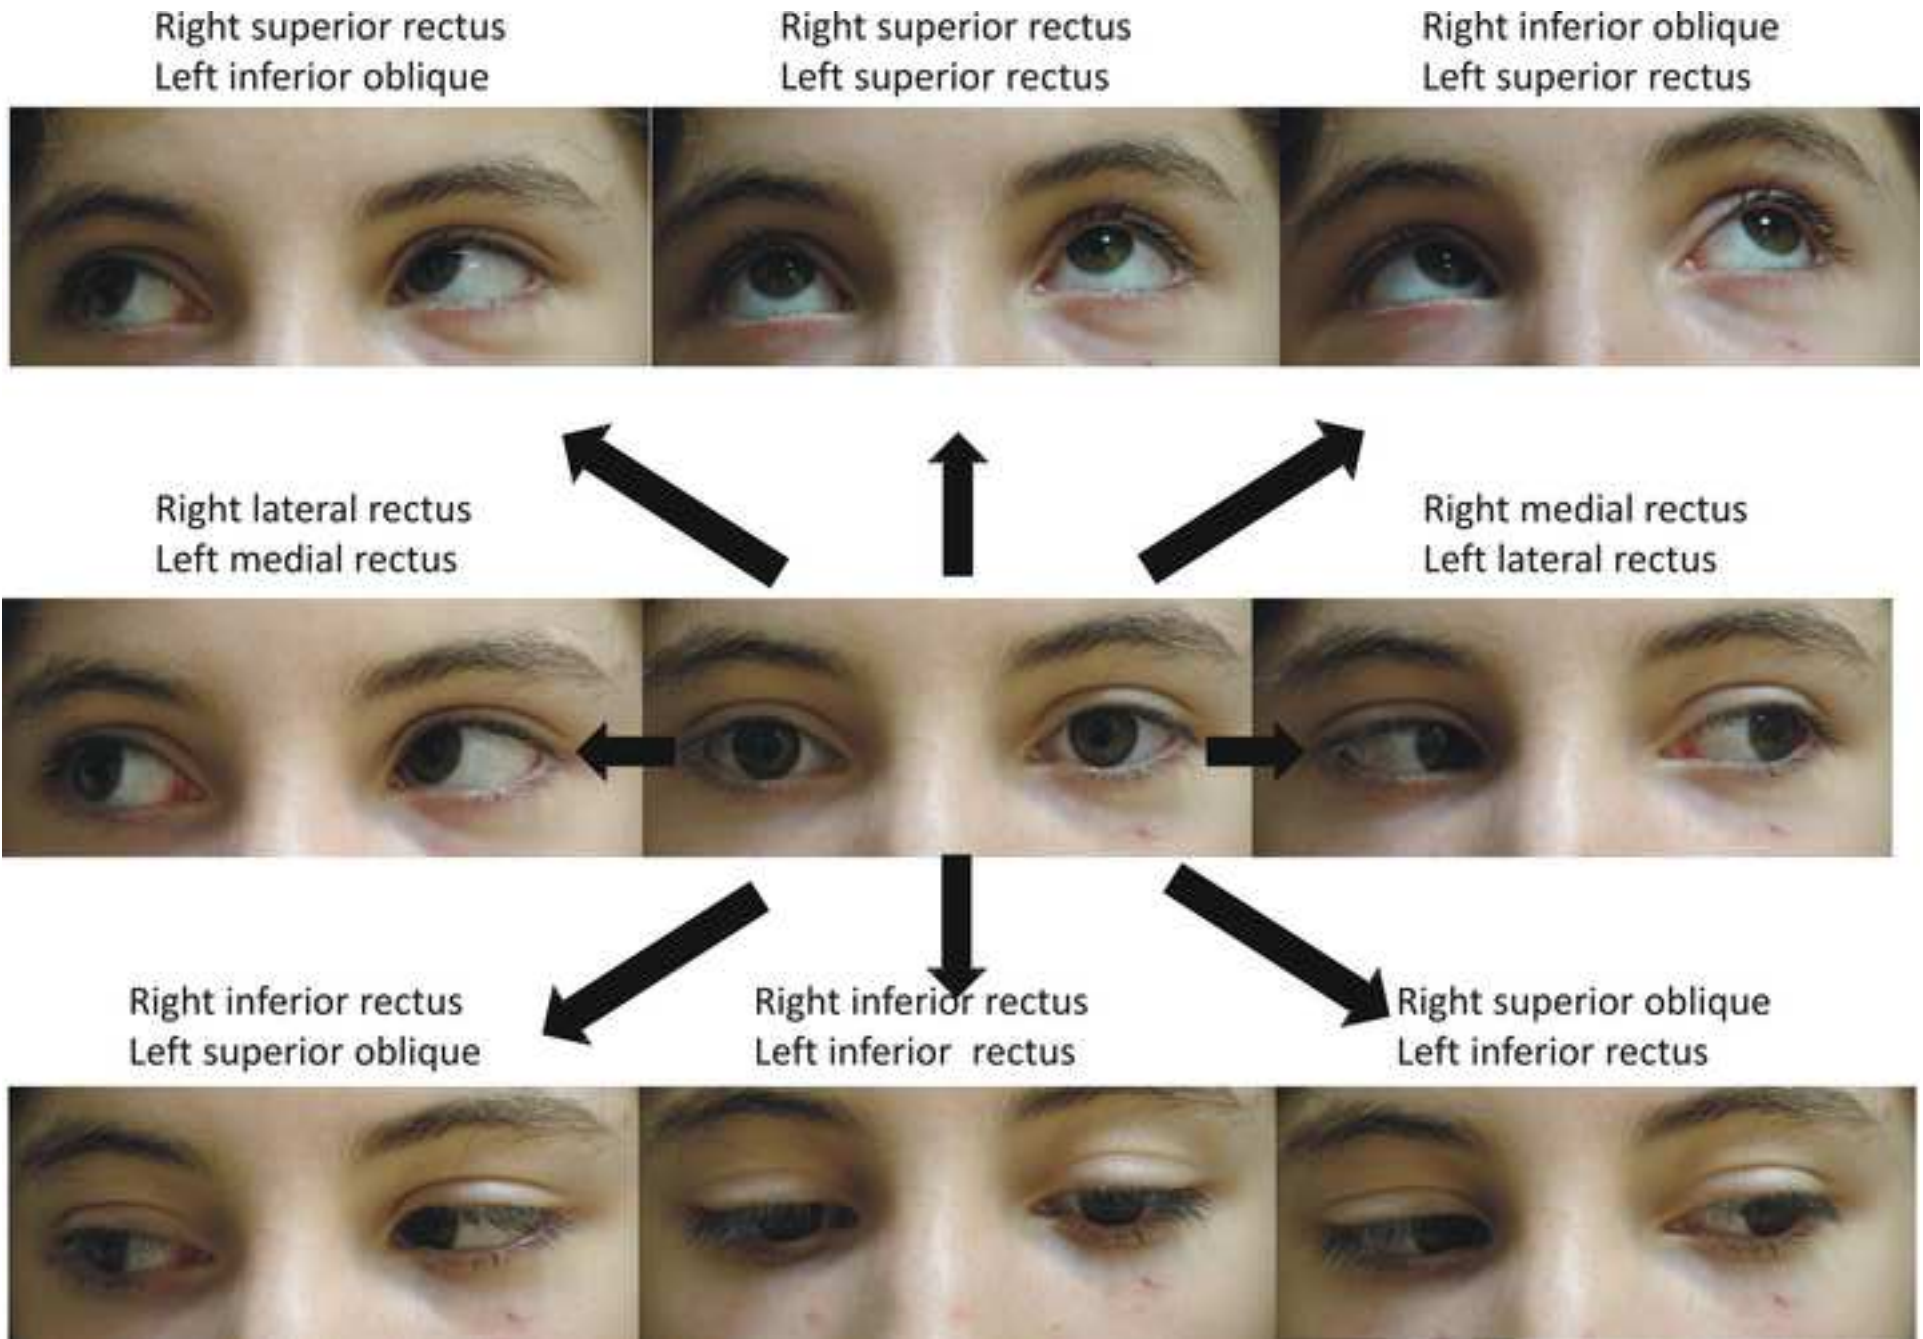 Right superior rectus
Left inferior oblique
Right superior rectus
Left superior rectus
Right inferior oblique
Left superior rectus
Right lateral rectus
Left medial rectus
Right medial rectus
Left lateral rectus
Right inferior rectus
Left superior oblique
Right inferior rectus
Left inferior rectus
Right superior oblique
Left inferior rectus